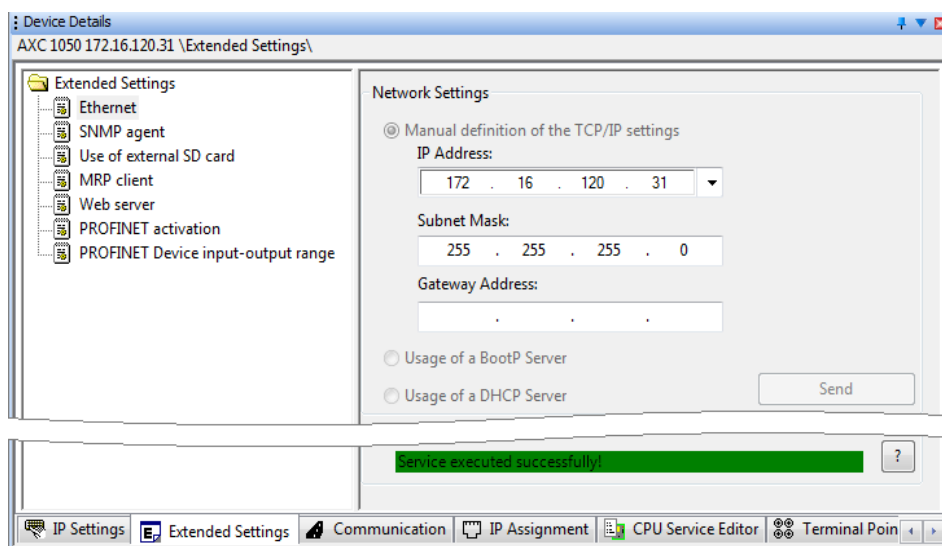 Device Details
AXC 1050 172.16.120.31 \Extended Settings\
Extended Settings
Ethernet
SNMP agent
Use of external SD card
MRP client
Web server
PROFINET activation
PROFINET Device input-output range
Network Settings
Manual definition of the TCP/IP settings
IP Address:
172 . 16 . 120 . 31
Subnet Mask:
255 . 255 . 255 . 0
Gateway Address:
. . .
Usage of a BootP Server
Usage of a DHCP Server
Send
Service executed successfully!
?
IP Settings Extended Settings Communication IP Assignment CPU Service Editor Terminal Poin